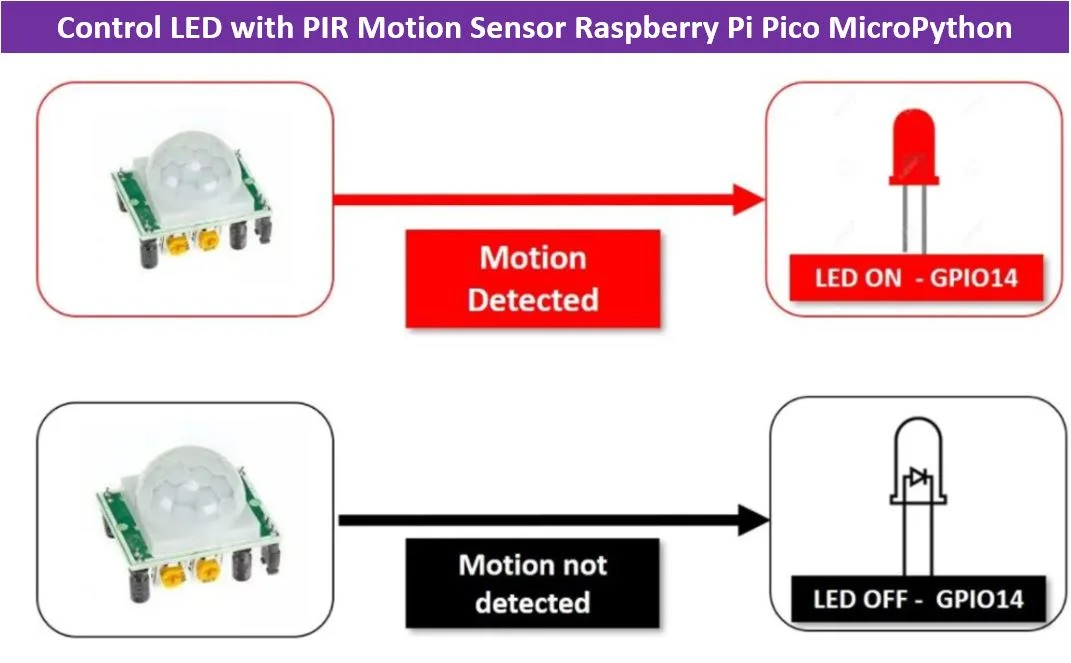 Control LED with PIR Motion Sensor Raspberry Pi Pico MicroPython
Motion
Detected
LED ON - GPIO14
Motion not
detected
LED OFF - GPIO14